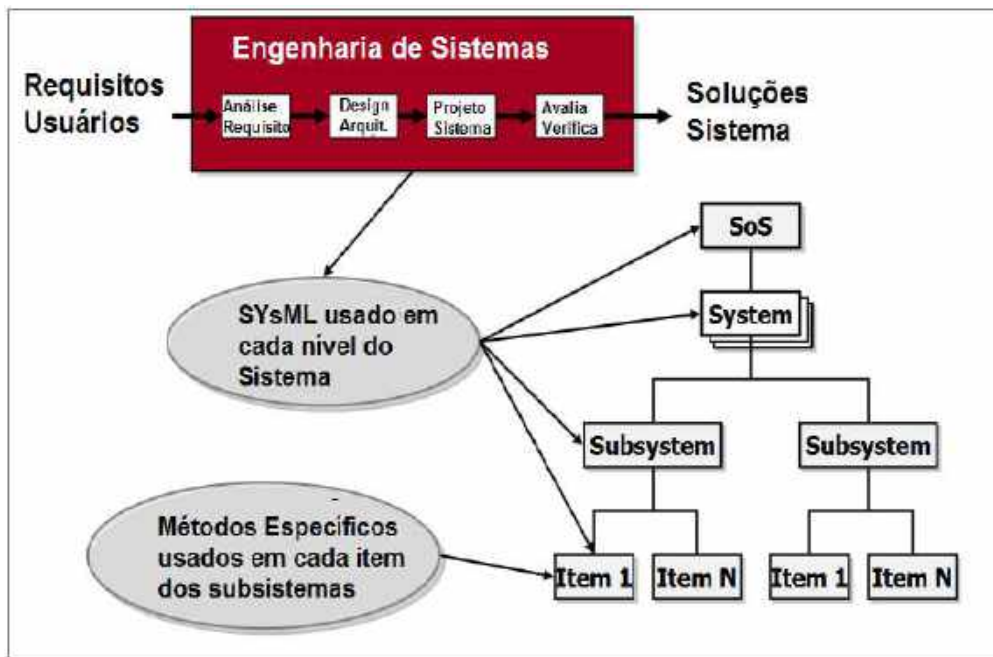 Engenharia de Sistemas
Requisitos
Usuários
Análise
Requisito
Design
Arquit.
Projeto
Sistema
Avalia
Verifica
Soluções
Sistema
SoS
SYsML usado em
cada nível do
Sistema
System
Subsystem
Subsystem
Métodos Específicos
usados em cada item
dos subsistemas
Item 1
Item N
Item 1
Item N